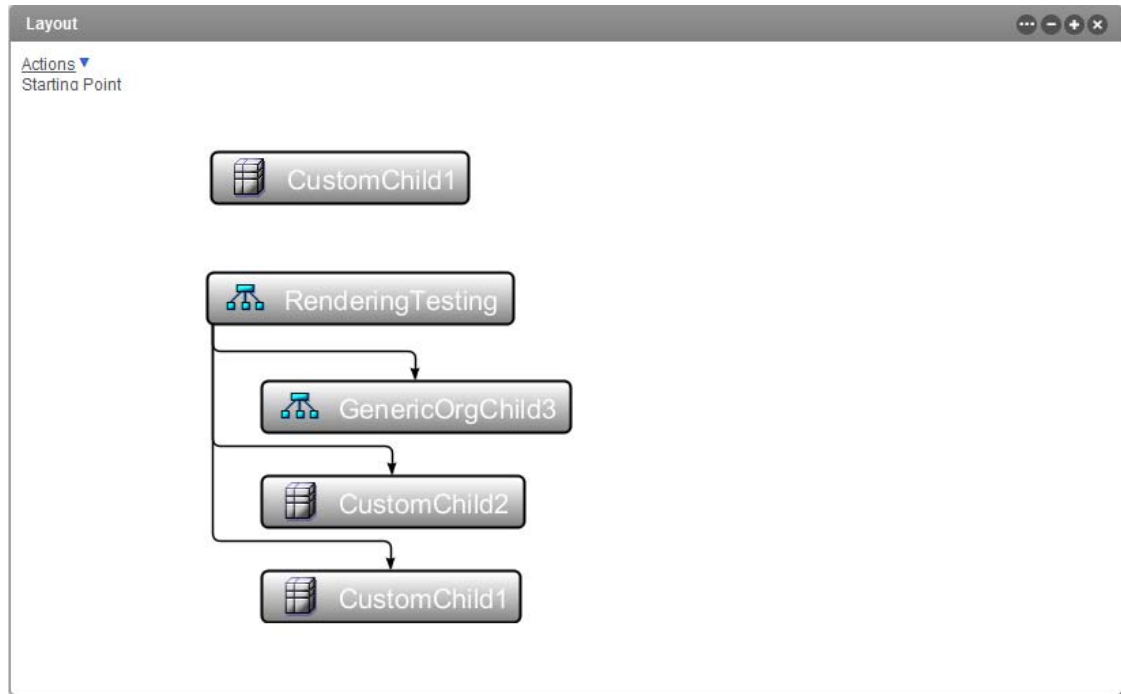 Layout
Actions
Starting Point
CustomChild1
RenderingTesting
GenericOrgChild3
CustomChild2
CustomChild1